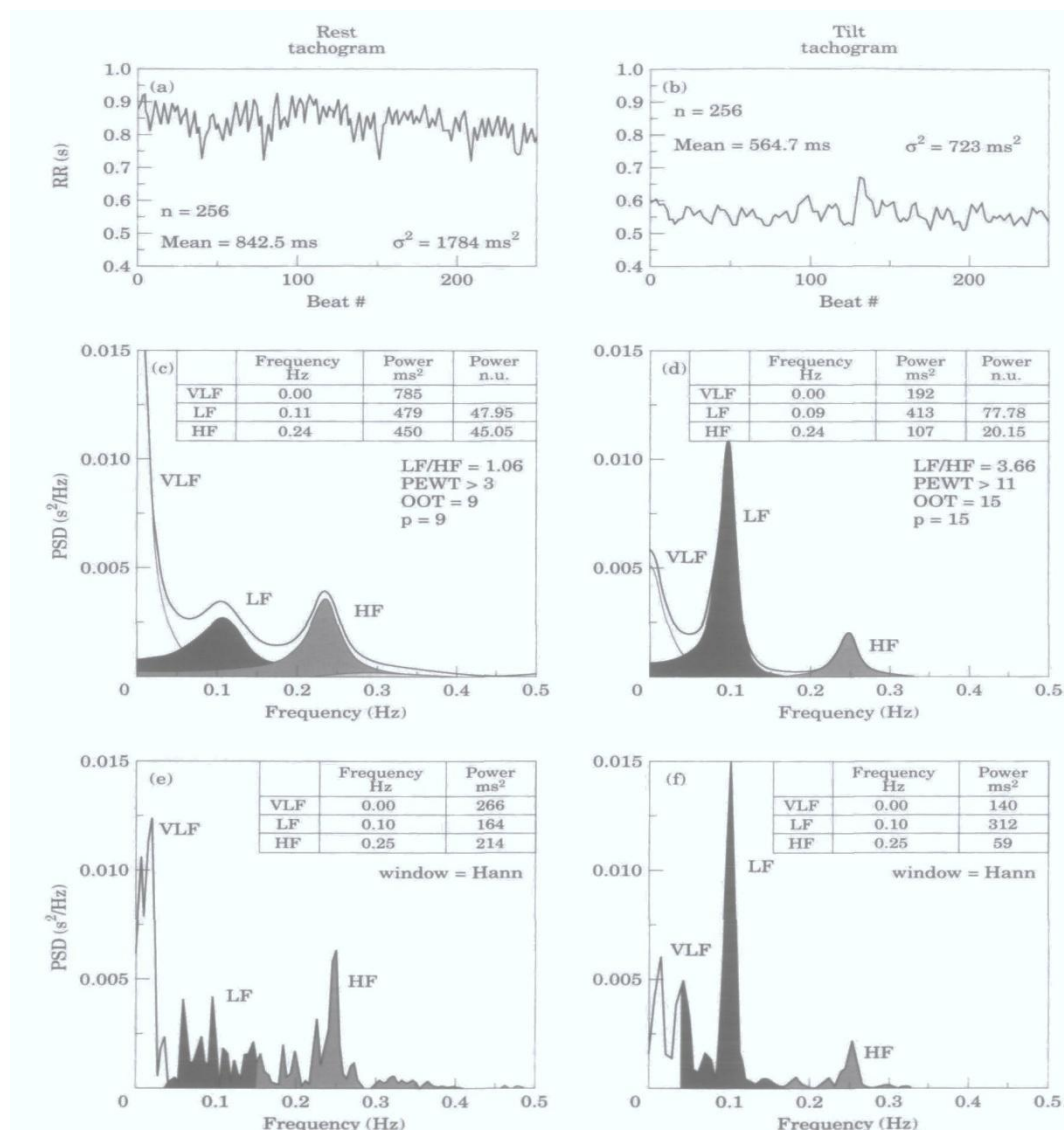 Rest
tachogram
1.0
(a)
0.9
0.8
0.7
0.6
0.5
0.4
RR (s)
n = 256
Mean = 842.5 ms σ² = 1784 ms²
0 100 200
Beat #
Tilt
tachogram
1.0
(b)
0.9
0.8
0.7
0.6
0.5
0.4
n = 256
Mean = 564.7 ms σ² = 723 ms²
0 100 200
Beat #
0.015
(c)
0.010
0.005
0
PSD (s²/Hz)
Frequency Power Power
Hz ms² n.u.
VLF 0.00 785
LF 0.11 479 47.95
HF 0.24 450 45.05
LF/HF = 1.06
PEWT > 3
OOT = 9
p = 9
VLF
LF
HF
0.1 0.2 0.3 0.4 0.5
Frequency (Hz)
0.015
(d)
0.010
0.005
0
Frequency Power Power
Hz ms² n.u.
VLF 0.00 192
LF 0.09 413 77.78
HF 0.24 107 20.15
LF/HF = 3.66
PEWT > 11
OOT = 15
p = 15
LF
VLF
HF
0.1 0.2 0.3 0.4 0.5
Frequency (Hz)
0.015
(e)
0.010
0.005
0
PSD (s²/Hz)
Frequency Power
Hz ms²
VLF 0.00 266
LF 0.10 164
HF 0.25 214
window = Hann
VLF
LF
HF
0.1 0.2 0.3 0.4 0.5
Frequency (Hz)
0.015
(f)
0.010
0.005
0
Frequency Power
Hz ms²
VLF 0.00 140
LF 0.10 312
HF 0.25 59
window = Hann
LF
VLF
HF
0.1 0.2 0.3 0.4 0.5
Frequency (Hz)